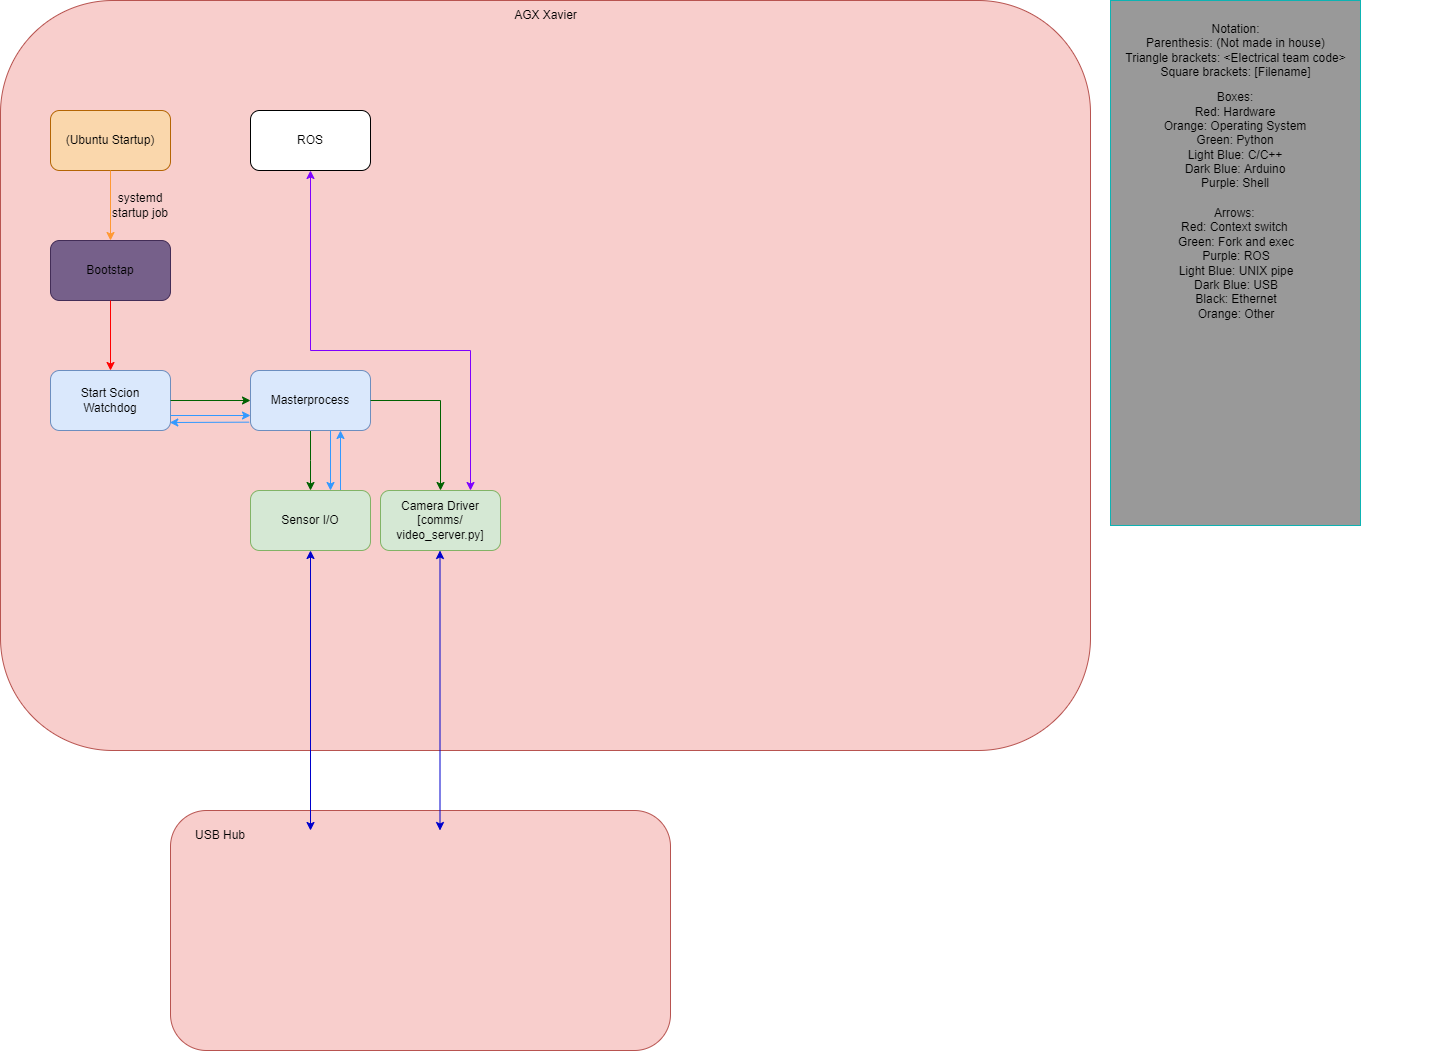 AGX Xavier
(Ubuntu Startup)
ROS
systemd
startup job
Bootstap
Start Scion
Watchdog
Masterprocess
Sensor I/O
Camera Driver
[comms/
video_server.py]
USB Hub
Notation:
Parenthesis: (Not made in house)
Triangle brackets: <Electrical team code>
Square brackets: [Filename]
Boxes:
Red: Hardware
Orange: Operating System
Green: Python
Light Blue: C/C++
Dark Blue: Arduino
Purple: Shell
Arrows:
Red: Context switch
Green: Fork and exec
Purple: ROS
Light Blue: UNIX pipe
Dark Blue: USB
Black: Ethernet
Orange: Other